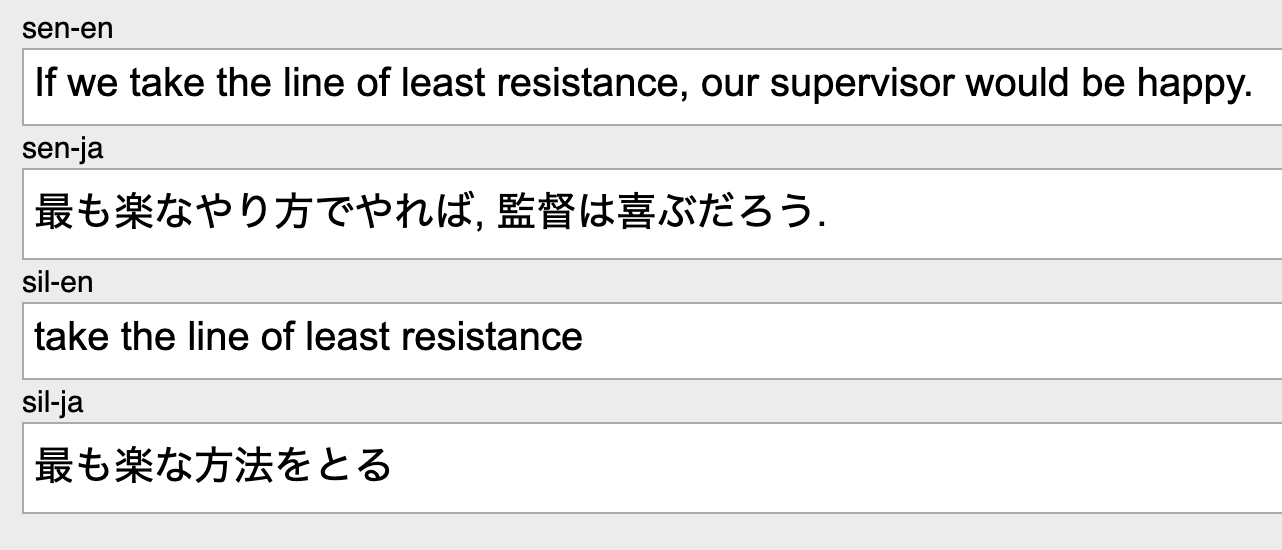 sen-en
If we take the line of least resistance, our supervisor would be happy.
sen-ja
最も楽なやり方でやれば, 監督は喜ぶだろう.
sil-en
take the line of least resistance
sil-ja
最も楽な方法をとる